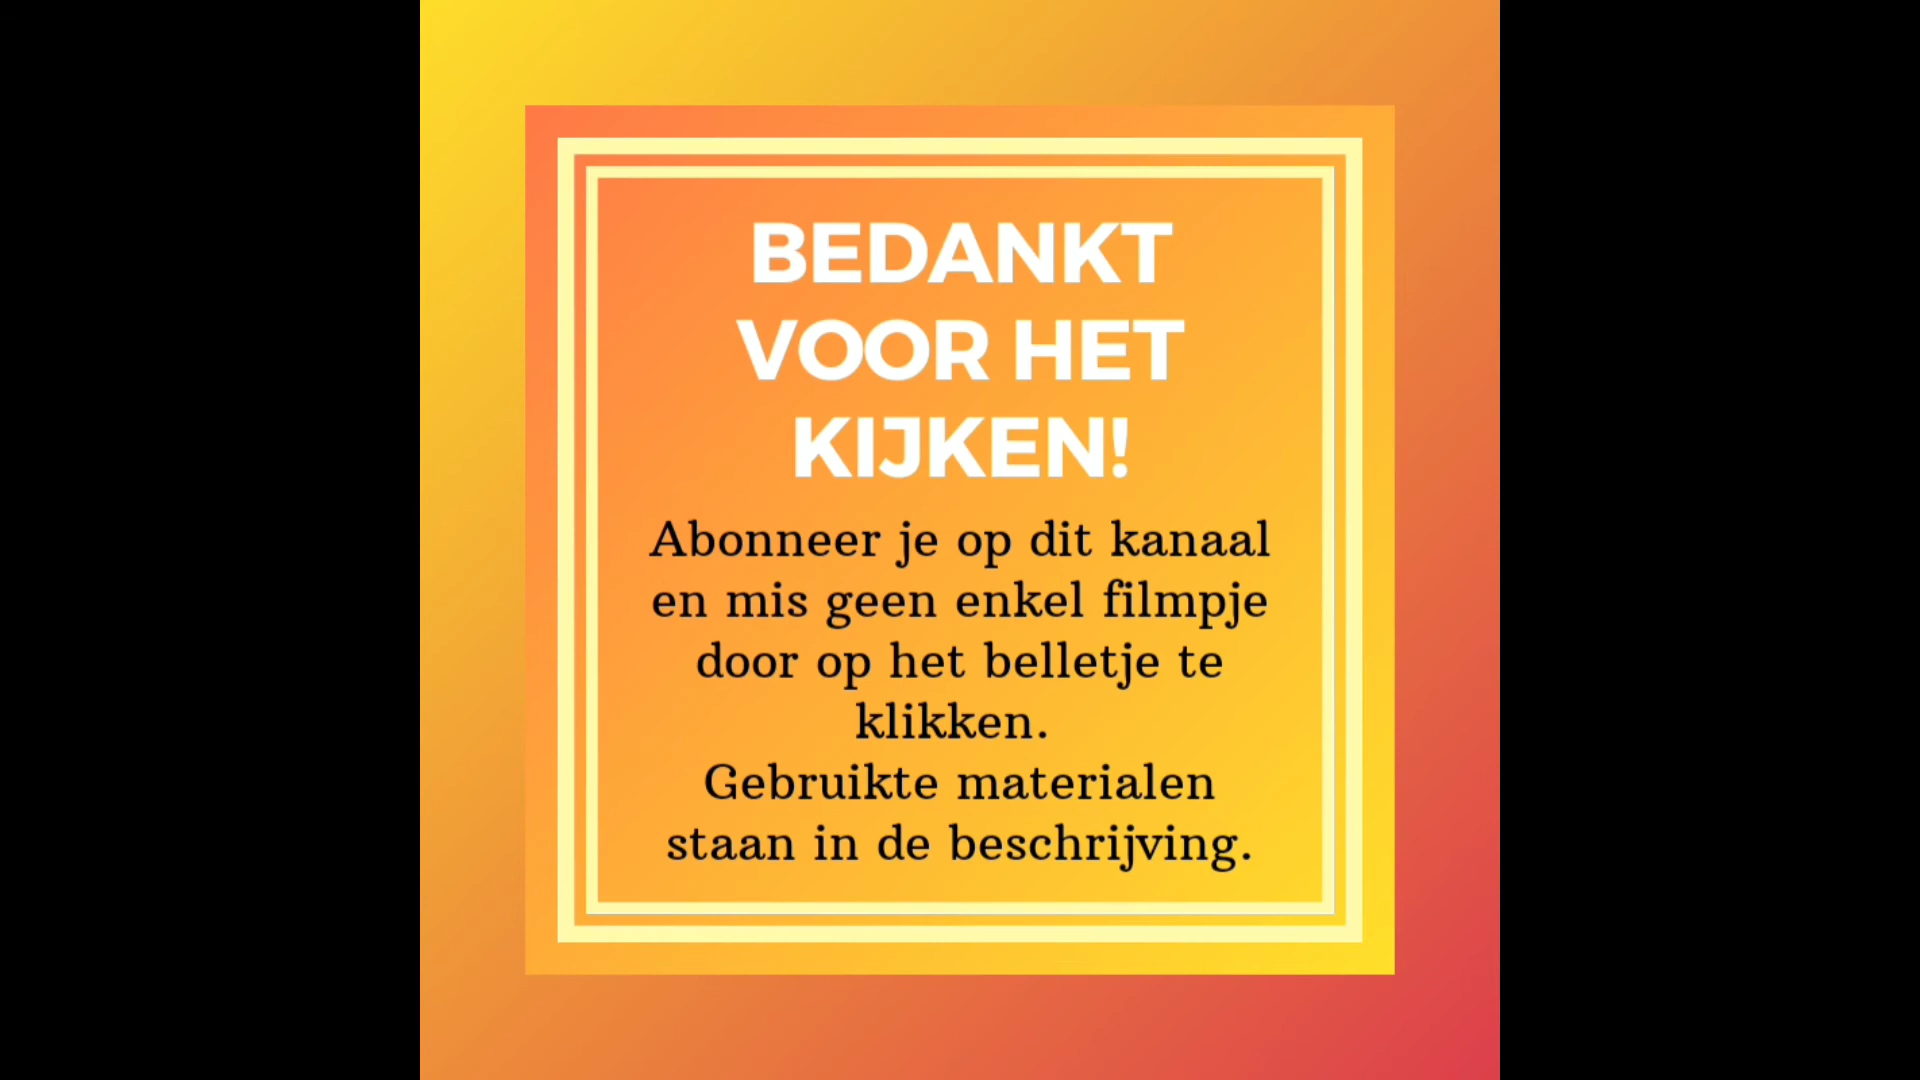 BEDANKT
VOOR HET
KIJKEN!
Abonneer je op dit kanaal
en mis geen enkel filmpje
door op het belletje te
klikken.
Gebruikte materialen
staan in de beschrijving.